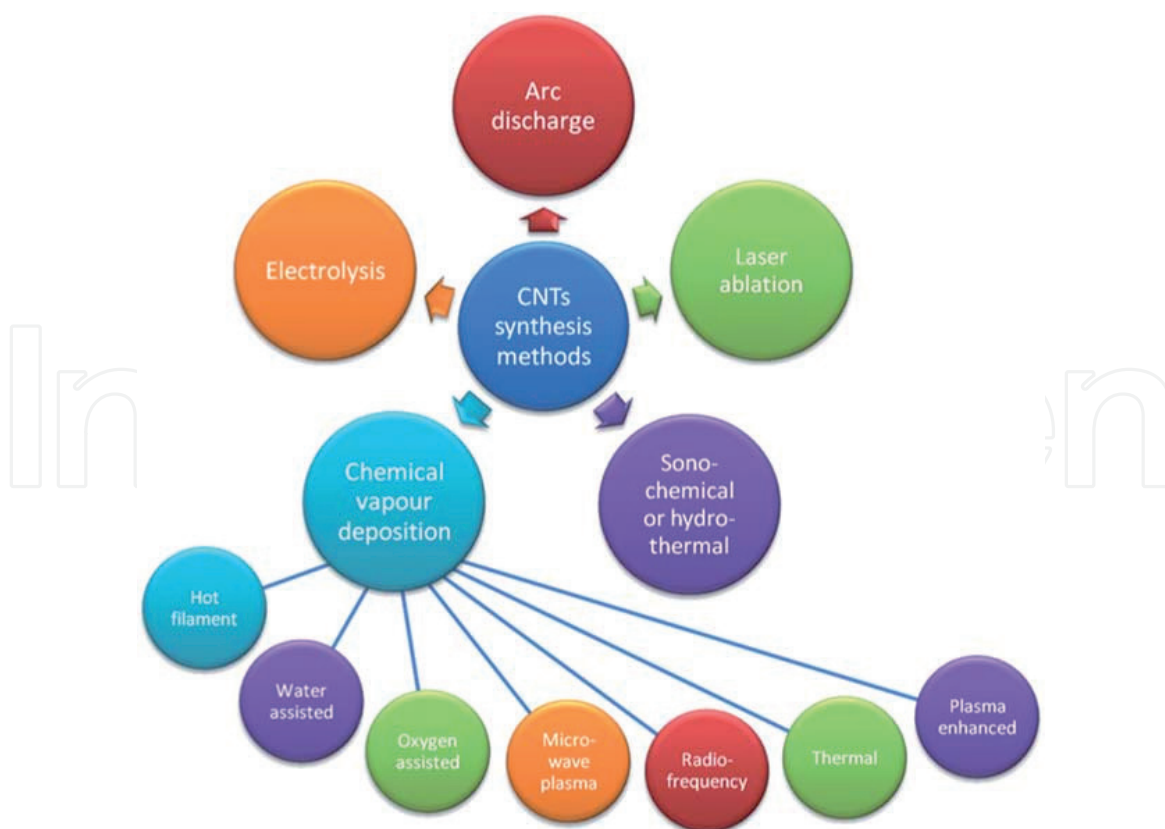 Arc
discharge
Electrolysis
Laser
ablation
CNTs
synthesis
methods
Chemical
vapour
deposition
Sono-
chemical
or hydro-
thermal
Hot
filament
Water
assisted
Oxygen
assisted
Micro-
wave
plasma
Radio-
frequency
Thermal
Plasma
enhanced